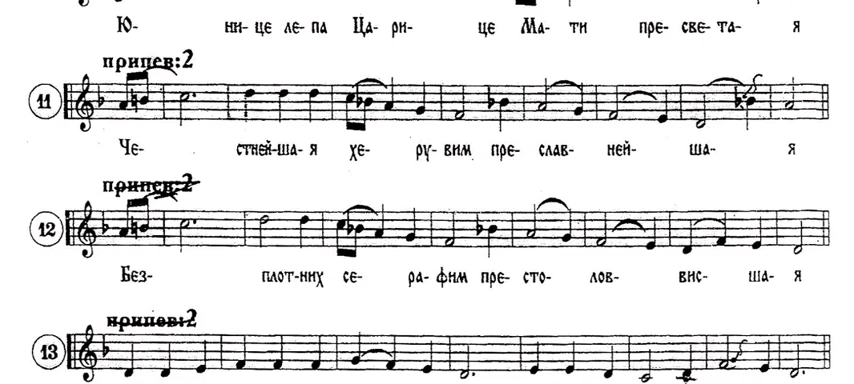 Ю- ни-це ле-па Ца-ри- це Ма- ти пре-све-та- я
припев:2
11
Че- стней-ша-я хе- ру-вим пре-слав-ней- ша- я
припев:2
12
Без- плот-них се- ра-фим пре-сто- лов- вис- ша-я
припев:2
13